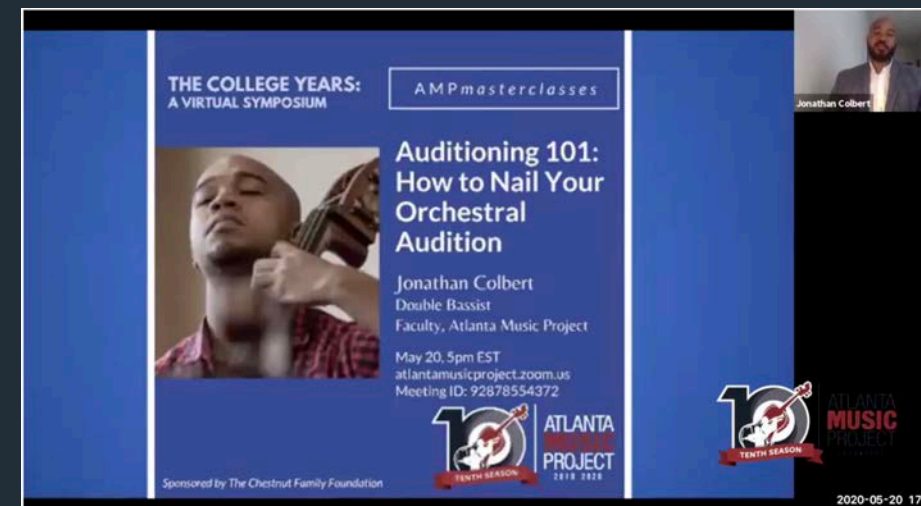 THE COLLEGE YEARS:
A VIRTUAL SYMPOSIUM
AMPmasterclasses
Auditioning 101:
How to Nail Your
Orchestral
Audition
Jonathan Colbert
Double Bassist
Faculty, Atlanta Music Project
May 20, 5pm EST
atlantamusicproject.zoom.us
Meeting ID: 92878554372
10
TENTH SEASON
ATLANTA
MUSIC
PROJECT
2010 2020
Sponsored by The Chestnut Family Foundation
Jonathan Colbert
10
TENTH SEASON
ATLANTA
MUSIC
PROJECT
2020-05-20 17